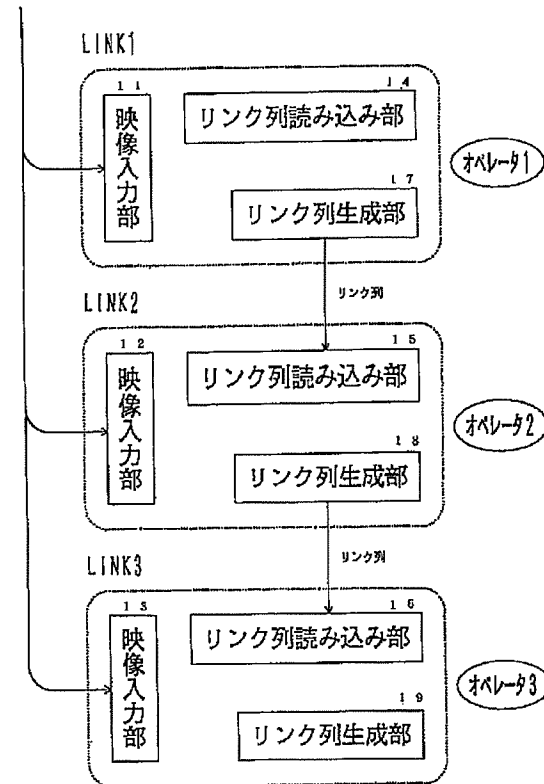 LINK1
11
映像入力部
14
リンク列読み込み部
オペレータ1
17
リンク列生成部
リンク列
LINK2
12
映像入力部
15
リンク列読み込み部
オペレータ2
18
リンク列生成部
リンク列
LINK3
13
映像入力部
16
リンク列読み込み部
オペレータ3
19
リンク列生成部